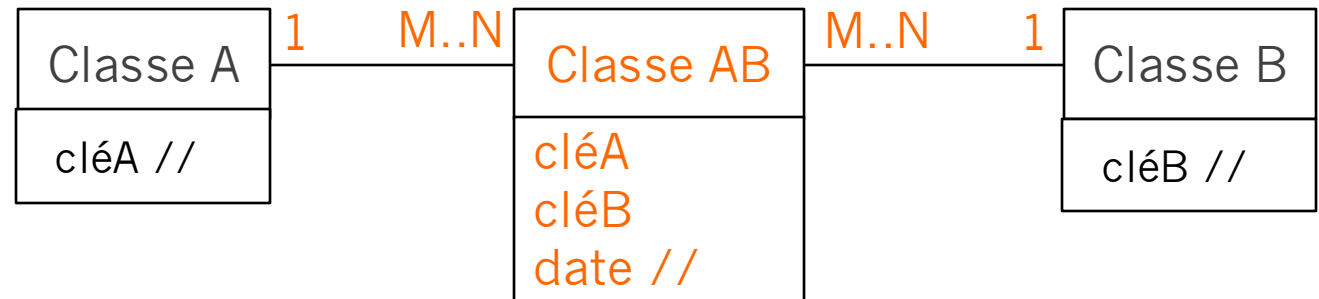 Classe A
cléA //
1 M..N
Classe AB
cléA
cléB
date //
M..N 1
Classe B
cléB //